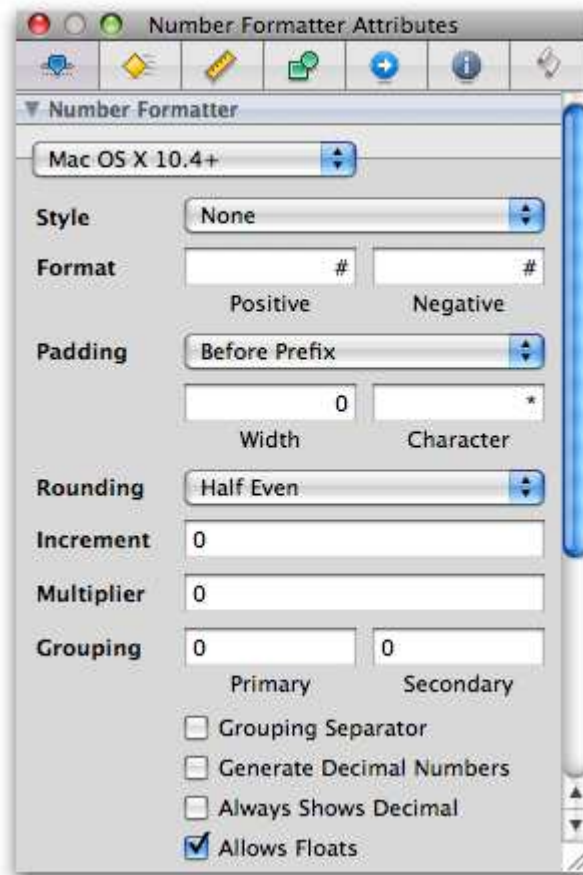 Number Formatter Attributes
Number Formatter
Mac OS X 10.4+
Style None
Format # #
Positive Negative
Padding Before Prefix
0 *
Width Character
Rounding Half Even
Increment 0
Multiplier 0
Grouping 0 0
Primary Secondary
Grouping Separator
Generate Decimal Numbers
Always Shows Decimal
Allows Floats